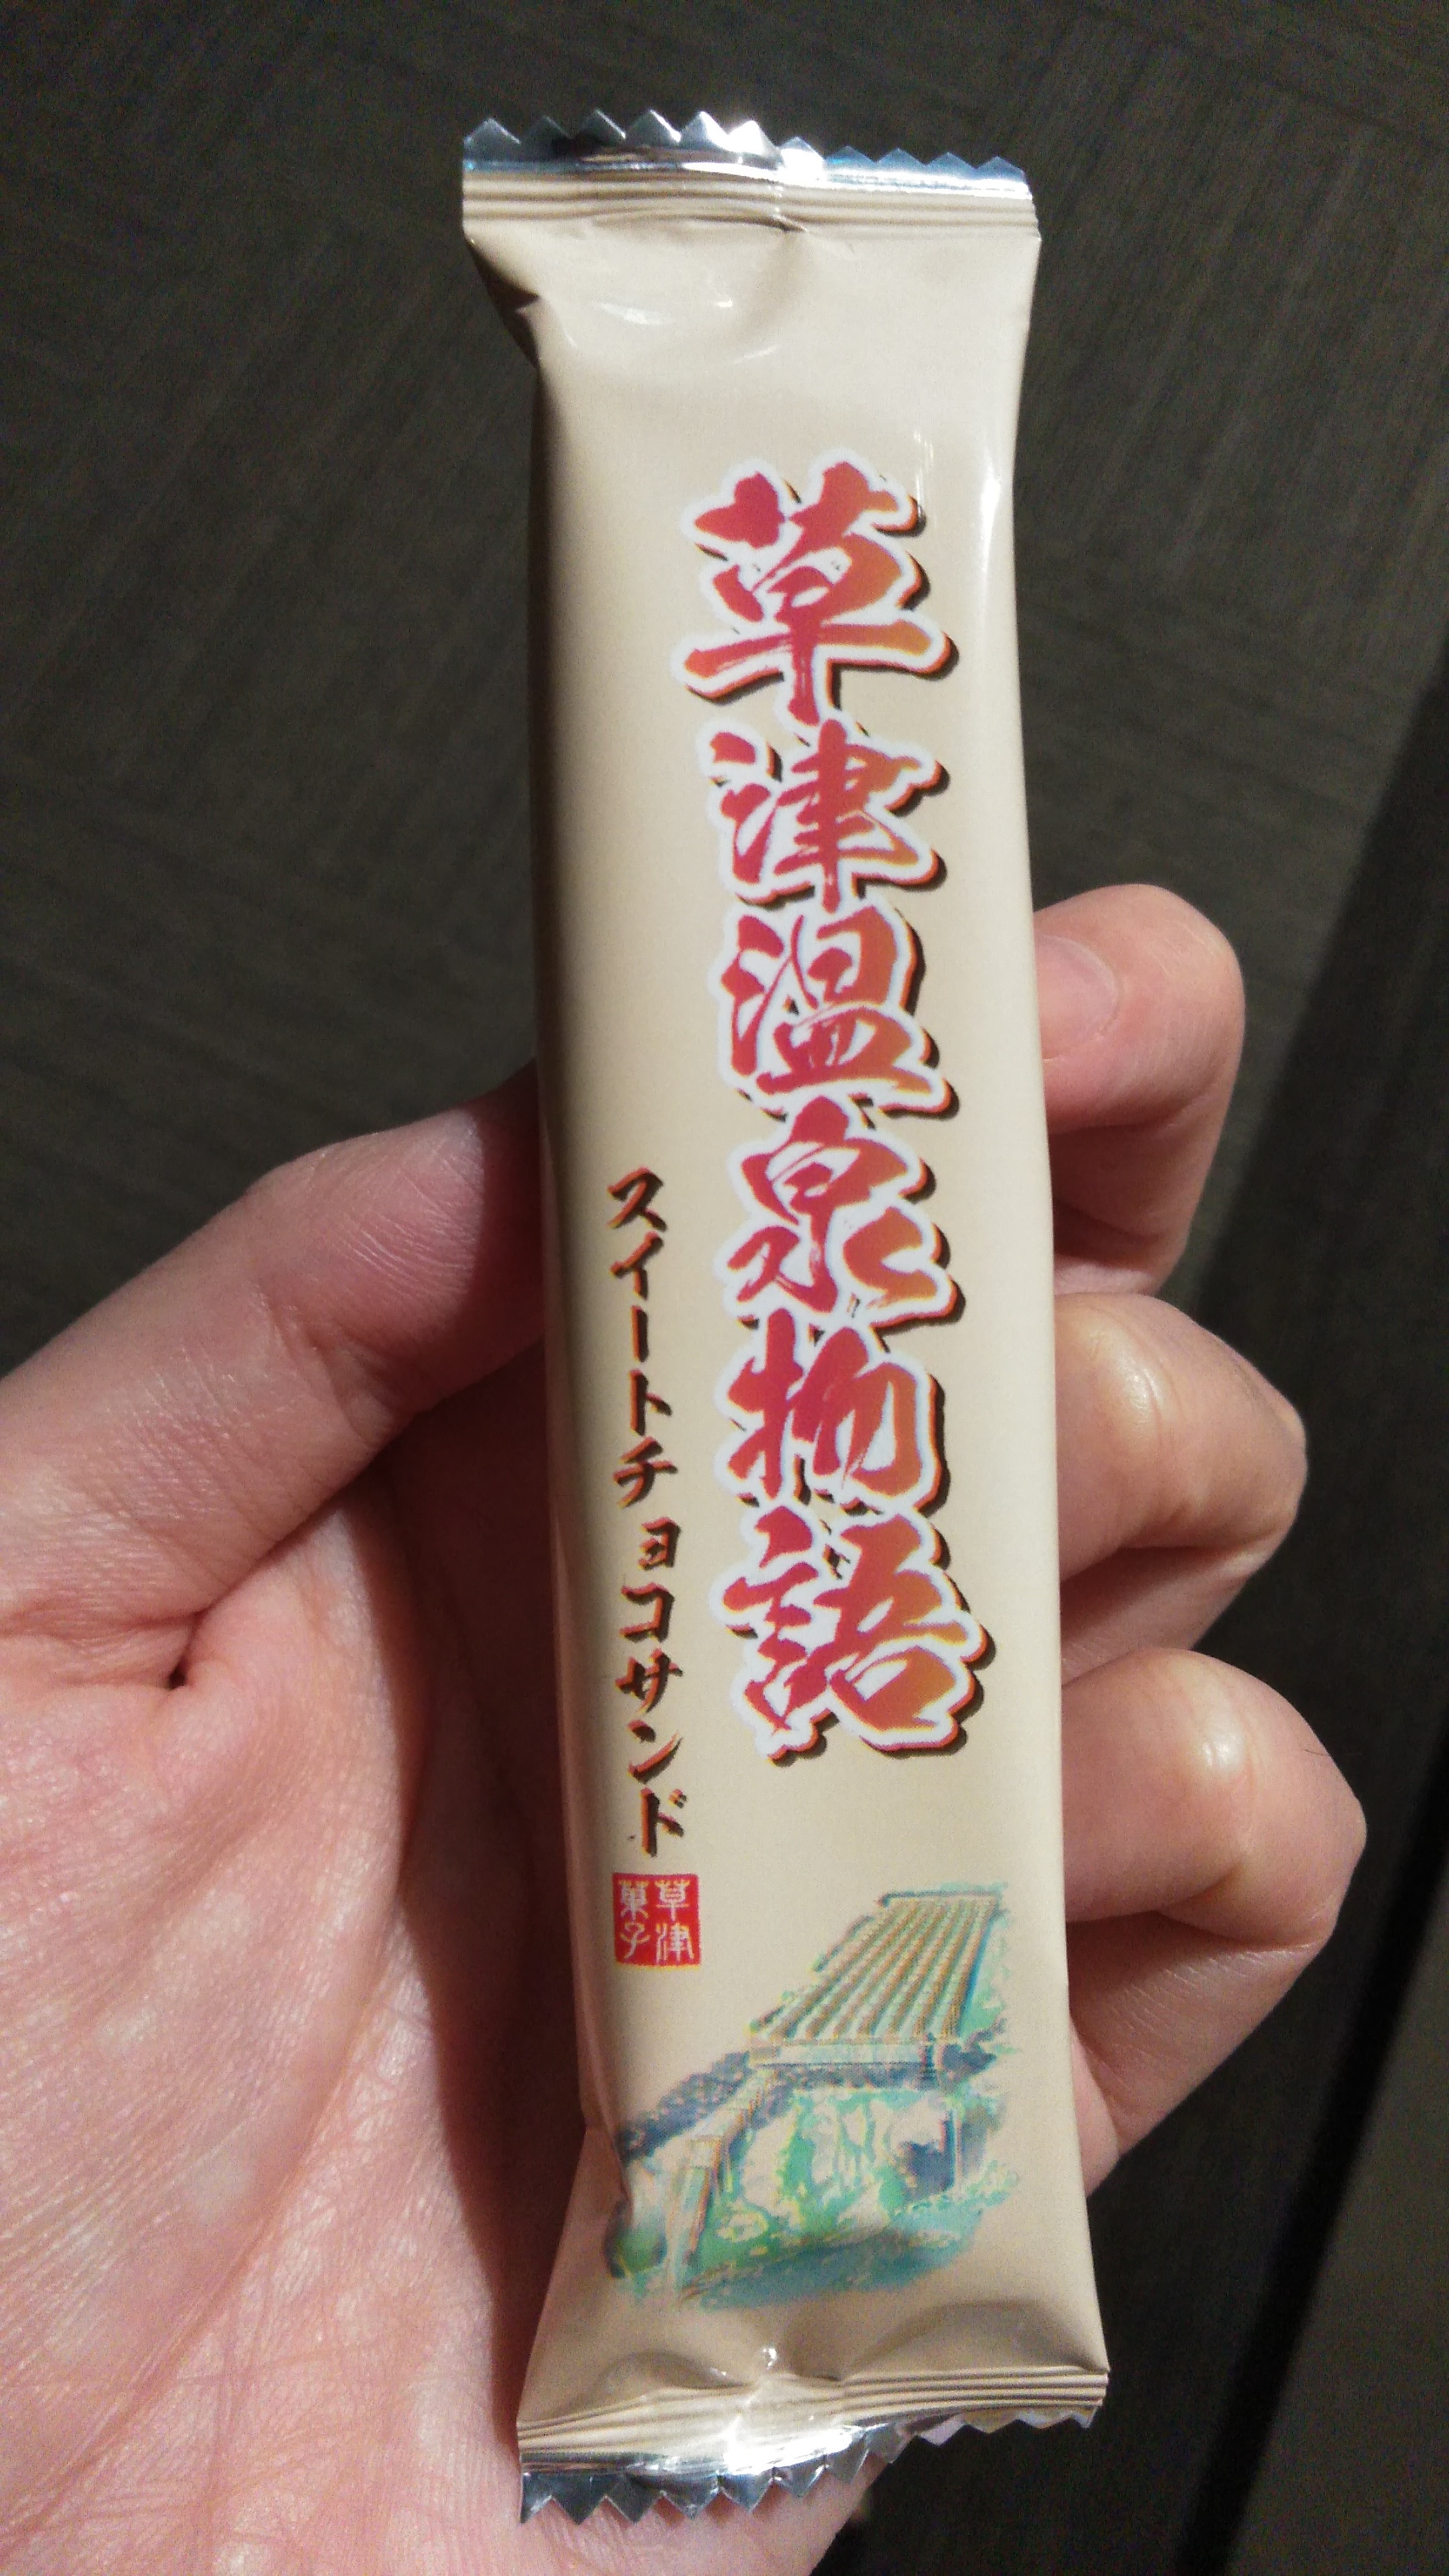 草津温泉物語
スイートチョコサンド
草津
菓子